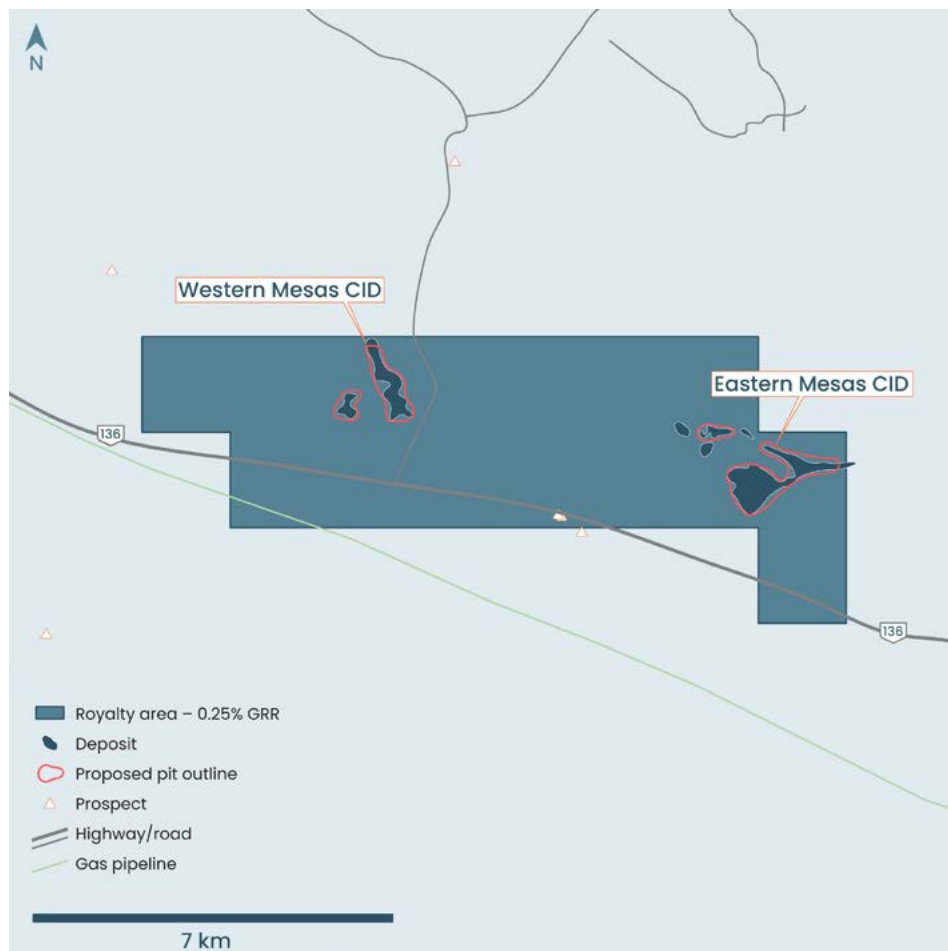 N
Western Mesas CID
Eastern Mesas CID
136
136
Royalty area – 0.25% GRR
Deposit
Proposed pit outline
Prospect
Highway/road
Gas pipeline
7 km